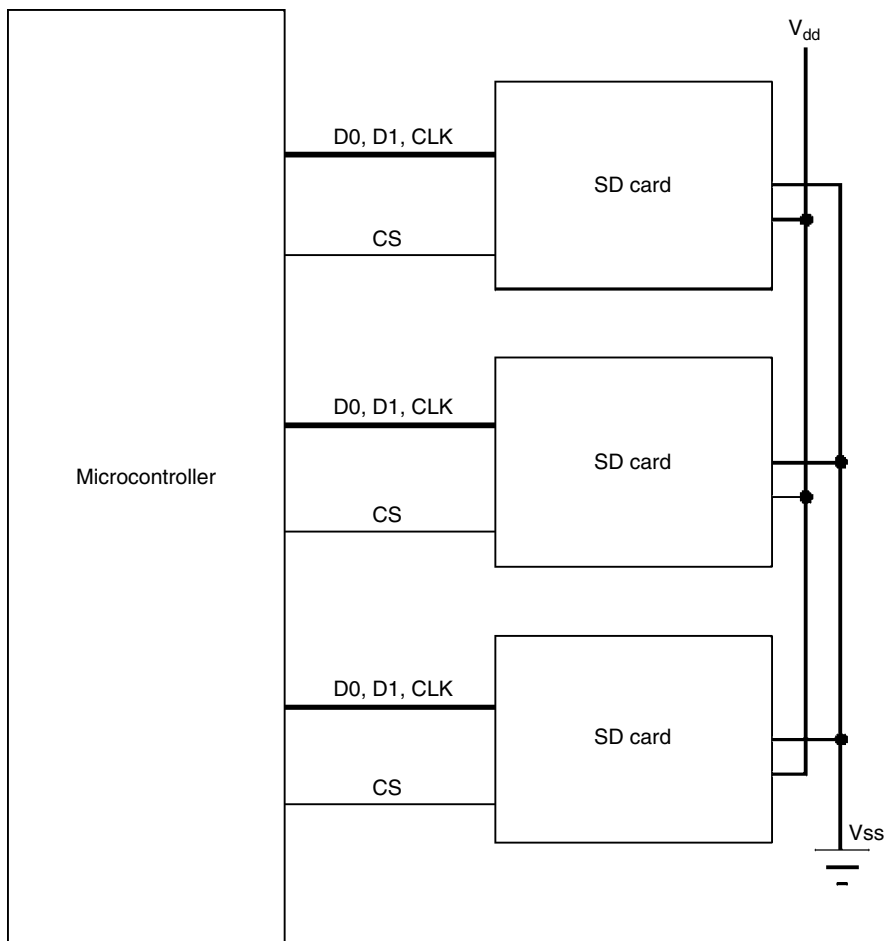 V_dd
D0, D1, CLK
SD card
CS
D0, D1, CLK
SD card
Microcontroller
CS
D0, D1, CLK
SD card
CS
Vss